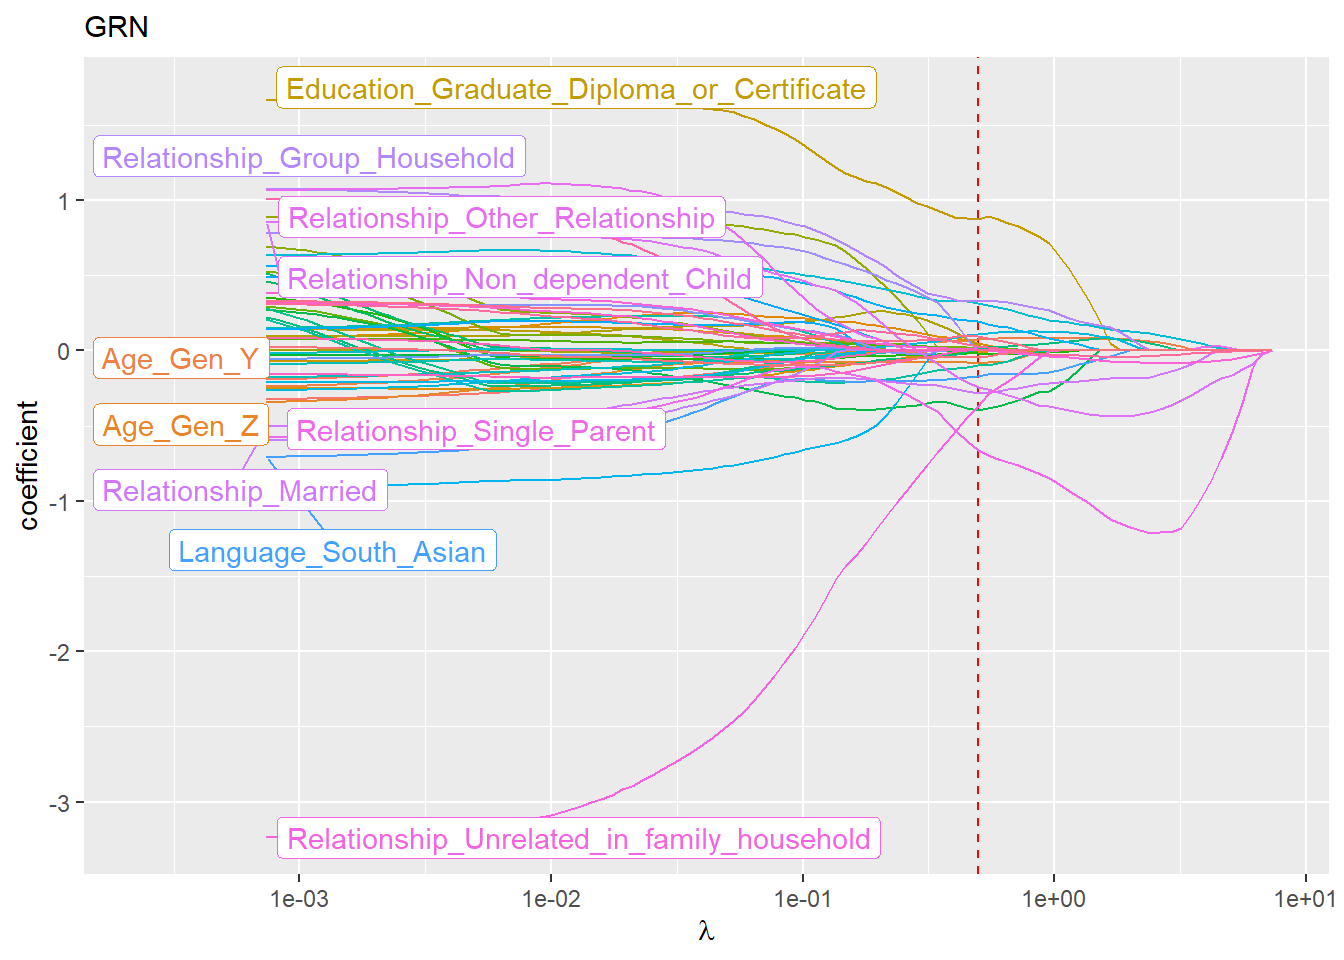 GRN
Education_Graduate_Diploma_or_Certificate
Relationship_Group_Household
1
Relationship_Other_Relationship
Relationship_Non_dependent_Child
0
Age_Gen_Y
Age_Gen_Z
Relationship_Single_Parent
coefficient
-1
Relationship_Married
Language_South_Asian
-2
-3
Relationship_Unrelated_in_family_household
1e-03 1e-02 1e-01 1e+00 1e+01
λ